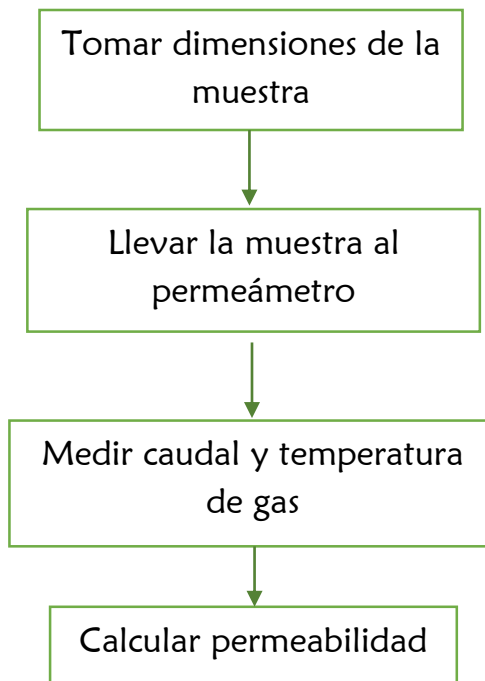 Tomar dimensiones de la
muestra
Llevar la muestra al
permeámetro
Medir caudal y temperatura
de gas
Calcular permeabilidad